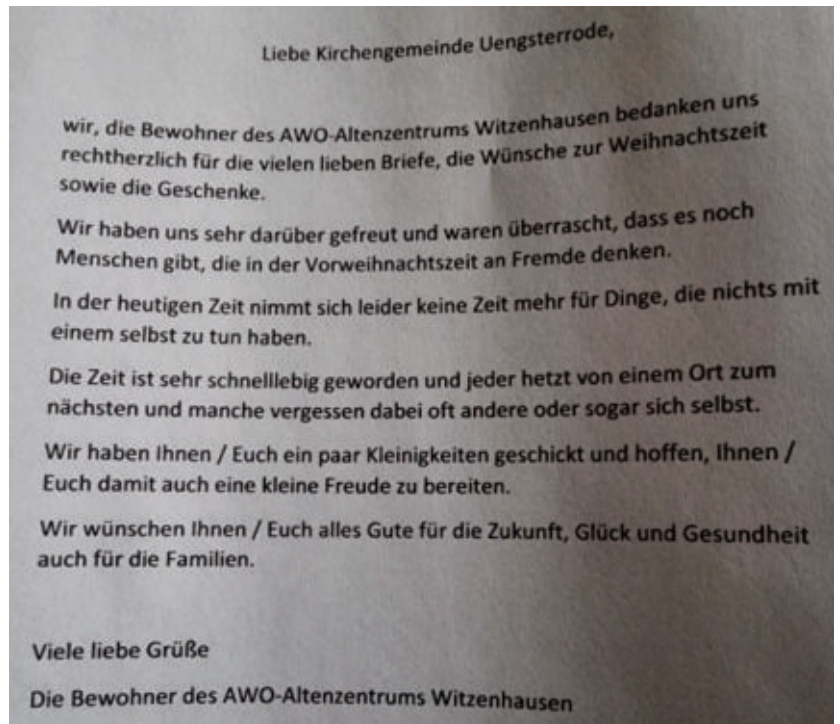 Liebe Kirchengemeinde Uengsterrode,
wir, die Bewohner des AWO-Altenzentrums Witzenhausen bedanken uns
rechtherzlich für die vielen lieben Briefe, die Wünsche zur Weihnachtszeit
sowie die Geschenke.
Wir haben uns sehr darüber gefreut und waren überrascht, dass es noch
Menschen gibt, die in der Vorweihnachtszeit an Fremde denken.
In der heutigen Zeit nimmt sich leider keine Zeit mehr für Dinge, die nichts mit
einem selbst zu tun haben.
Die Zeit ist sehr schnelllebig geworden und jeder hetzt von einem Ort zum
nächsten und manche vergessen dabei oft andere oder sogar sich selbst.
Wir haben Ihnen / Euch ein paar Kleinigkeiten geschickt und hoffen, Ihnen /
Euch damit auch eine kleine Freude zu bereiten.
Wir wünschen Ihnen / Euch alles Gute für die Zukunft, Glück und Gesundheit
auch für die Familien.
Viele liebe Grüße
Die Bewohner des AWO-Altenzentrums Witzenhausen